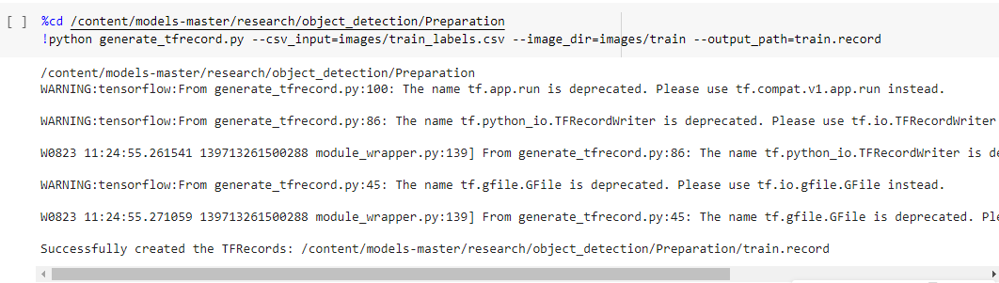 [ ] %cd /content/models-master/research/object_detection/Preparation
!python generate_tfrecord.py --csv_input=images/train_labels.csv --image_dir=images/train --output_path=train.record
/content/models-master/research/object_detection/Preparation
WARNING:tensorflow:From generate_tfrecord.py:100: The name tf.app.run is deprecated. Please use tf.compat.v1.app.run instead.
WARNING:tensorflow:From generate_tfrecord.py:86: The name tf.python_io.TFRecordWriter is deprecated. Please use tf.io.TFRecordWriter
W0823 11:24:55.261541 139713261500288 module_wrapper.py:139] From generate_tfrecord.py:86: The name tf.python_io.TFRecordWriter is
WARNING:tensorflow:From generate_tfrecord.py:45: The name tf.gfile.GFile is deprecated. Please use tf.io.gfile.GFile instead.
W0823 11:24:55.271059 139713261500288 module_wrapper.py:139] From generate_tfrecord.py:45: The name tf.gfile.GFile is deprecated.
Successfully created the TFRecords: /content/models-master/research/object_detection/Preparation/train.record